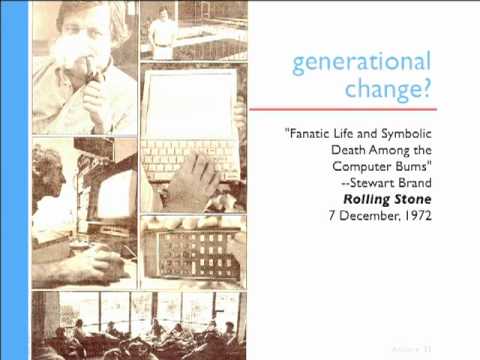 generational
change?
"Fanatic Life and Symbolic
Death Among the
Computer Bums"
--Stewart Brand
Rolling Stone
7 December, 1972